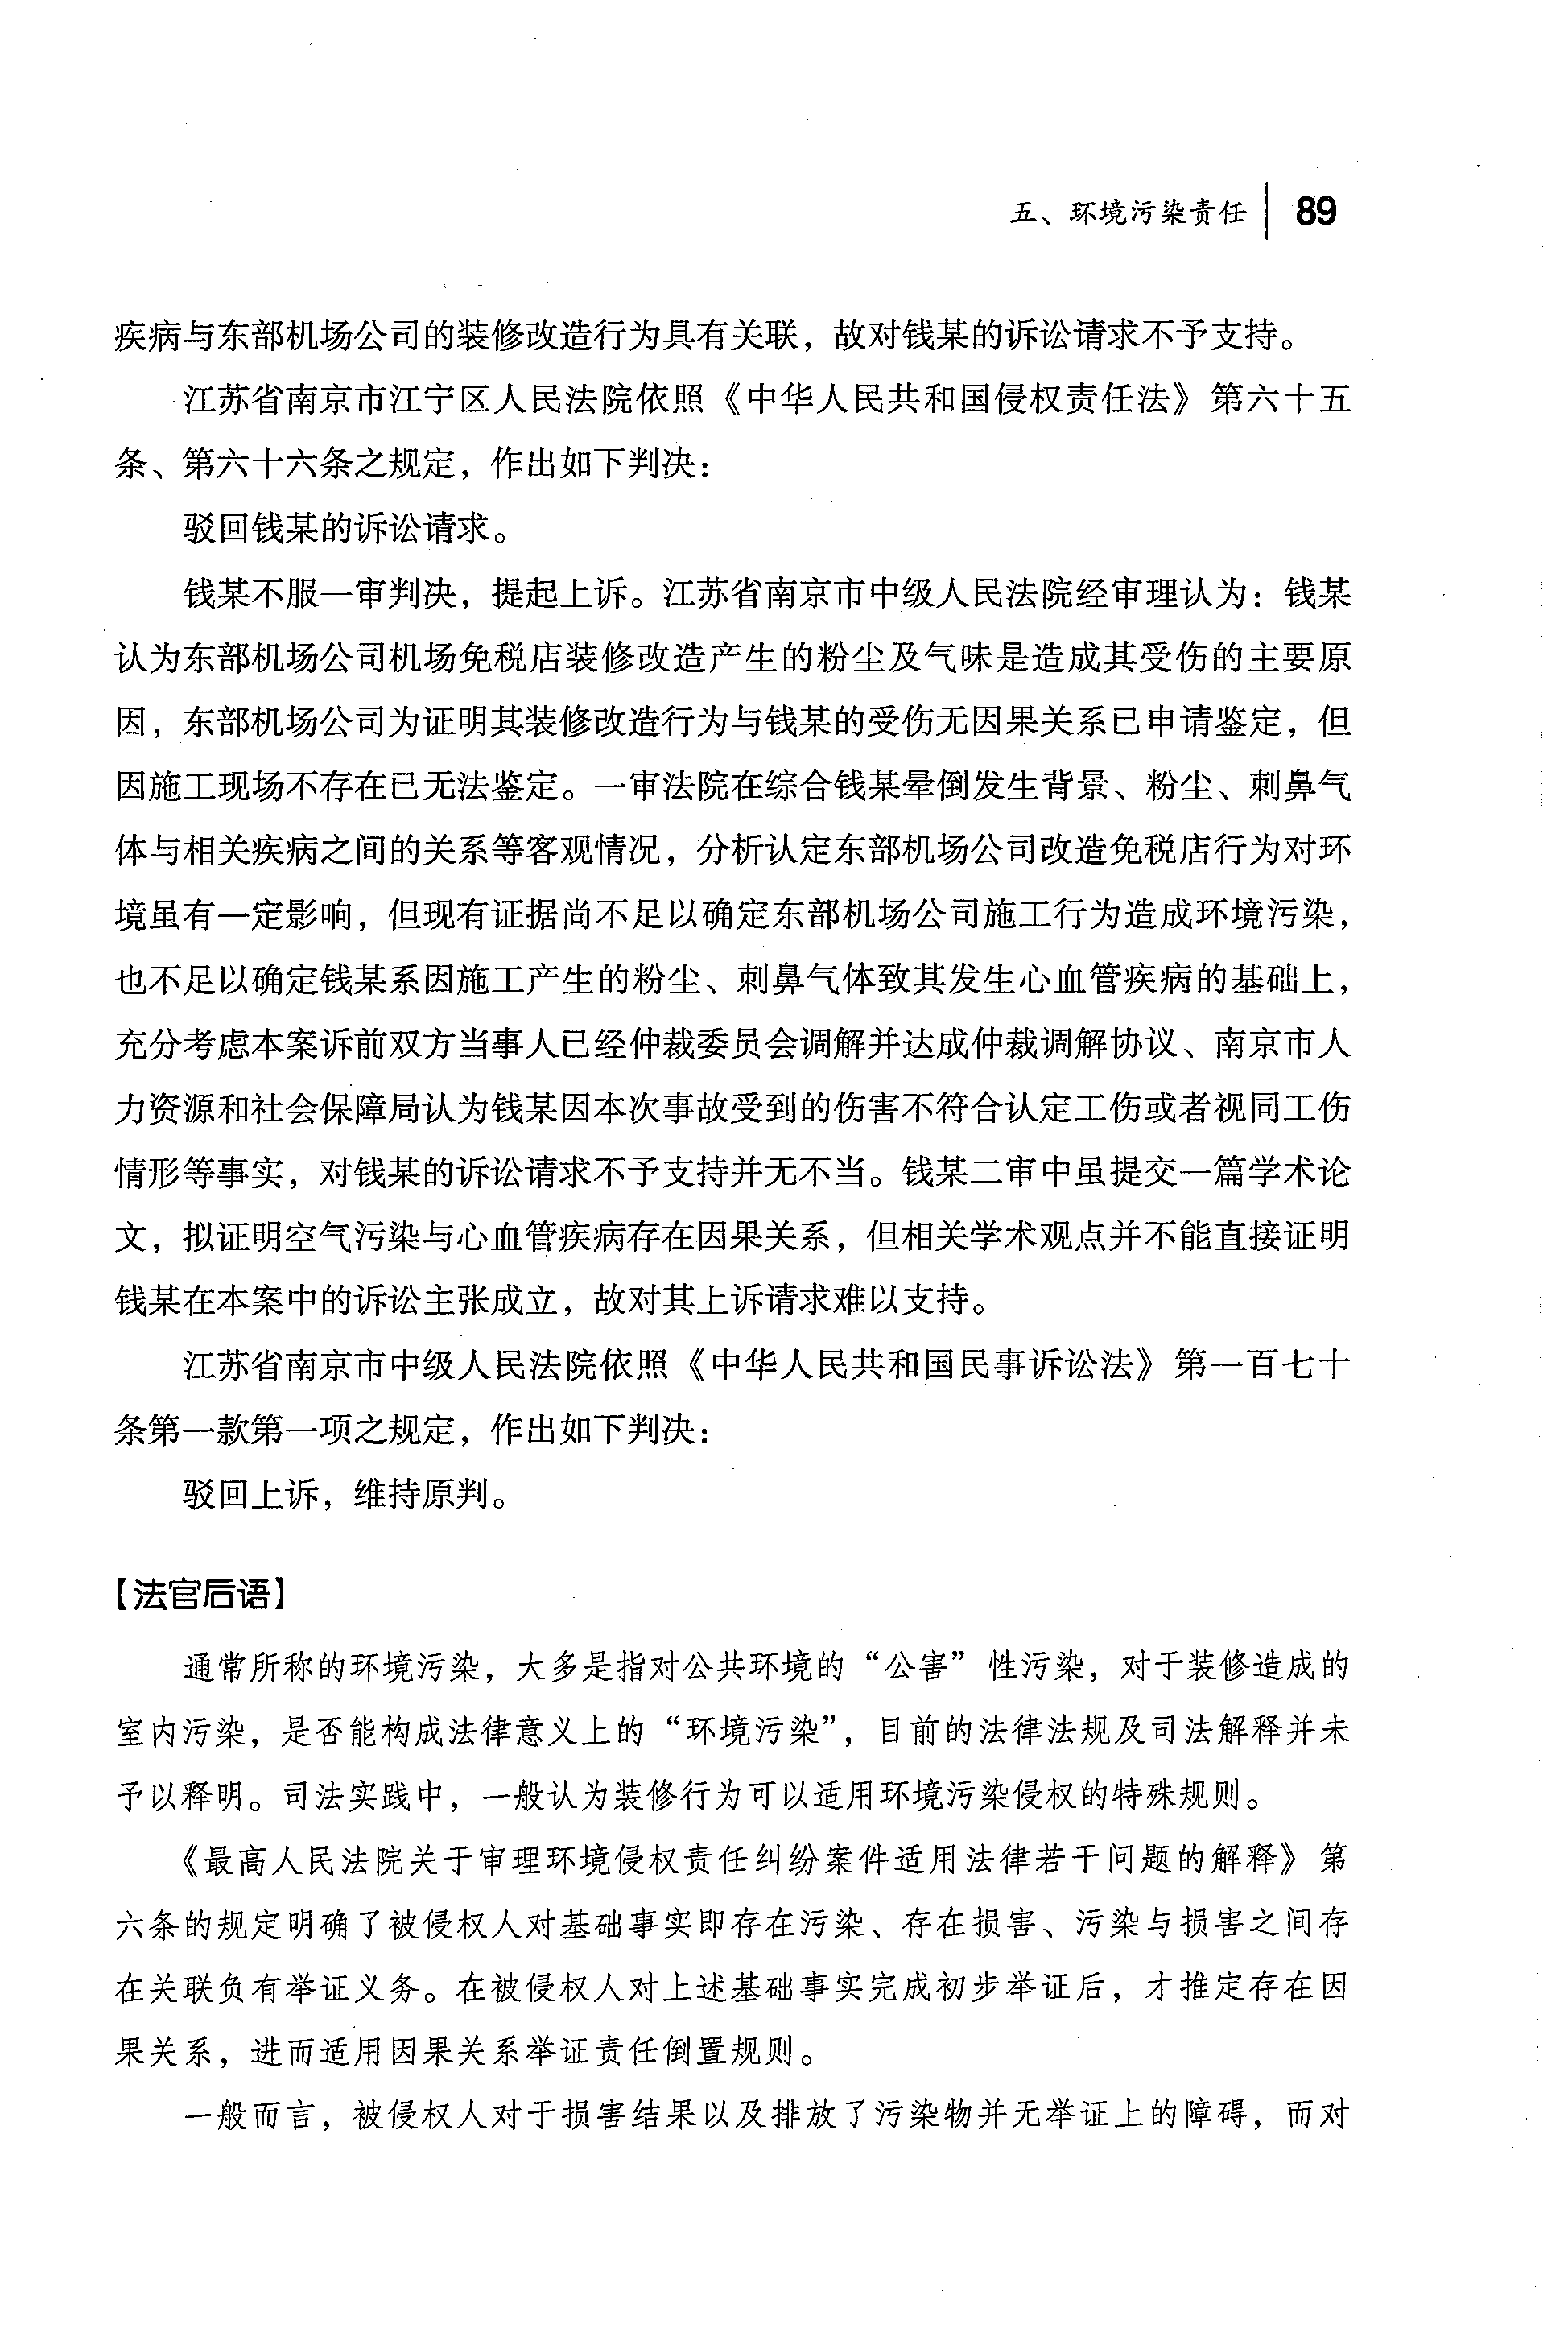 五、环境污染责任 89
疾病与东部机场公司的装修改造行为具有关联，故对钱某的诉讼请求不予支持。
江苏省南京市江宁区人民法院依照《中华人民共和国侵权责任法》第六十五
条、第六十六条之规定，作出如下判决：
驳回钱某的诉讼请求。
钱某不服一审判决，提起上诉。江苏省南京市中级人民法院经审理认为：钱某
认为东部机场公司机场免税店装修改造产生的粉尘及气味是造成其受伤的主要原
因，东部机场公司为证明其装修改造行为与钱某的受伤无因果关系已申请鉴定，但
因施工现场不存在已无法鉴定。一审法院在综合钱某晕倒发生背景、粉尘、刺鼻气
体与相关疾病之间的关系等客观情况，分析认定东部机场公司改造免税店行为对环
境虽有一定影响，但现有证据尚不足以确定东部机场公司施工行为造成环境污染，
也不足以确定钱某系因施工产生的粉尘、刺鼻气体致其发生心血管疾病的基础上，
充分考虑本案诉前双方当事人已经仲裁委员会调解并达成仲裁调解协议、南京市人
力资源和社会保障局认为钱某因本次事故受到的伤害不符合认定工伤或者视同工伤
情形等事实，对钱某的诉讼请求不予支持并无不当。钱某二审中虽提交一篇学术论
文，拟证明空气污染与心血管疾病存在因果关系，但相关学术观点并不能直接证明
钱某在本案中的诉讼主张成立，故对其上诉请求难以支持。
江苏省南京市中级人民法院依照《中华人民共和国民事诉讼法》第一百七十
条第一款第一项之规定，作出如下判决：
驳回上诉，维持原判。
【法官后语】
通常所称的环境污染，大多是指对公共环境的“公害”性污染，对于装修造成的
室内污染，是否能构成法律意义上的“环境污染”，目前的法律法规及司法解释并未
予以释明。司法实践中，一般认为装修行为可以适用环境污染侵权的特殊规则。
《最高人民法院关于审理环境侵权责任纠纷案件适用法律若干问题的解释》第
六条的规定明确了被侵权人对基础事实即存在污染、存在损害、污染与损害之间存
在关联负有举证义务。在被侵权人对上述基础事实完成初步举证后，才推定存在因
果关系，进而适用因果关系举证责任倒置规则。
一般而言，被侵权人对于损害结果以及排放了污染物并无举证上的障碍，而对